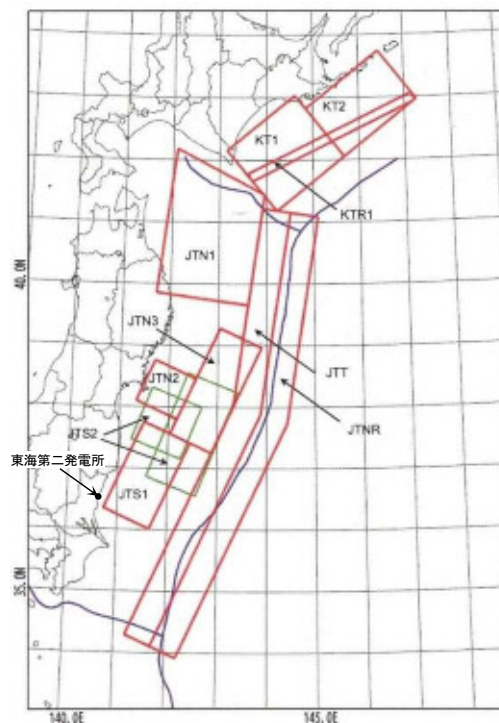 KT2
KT1
KTR1
JTN1
40.0N
JTN3
JTT
JTN2
JTNR
JTS2
東海第二発電所
JTS1
35.0N
140.0E
145.0E